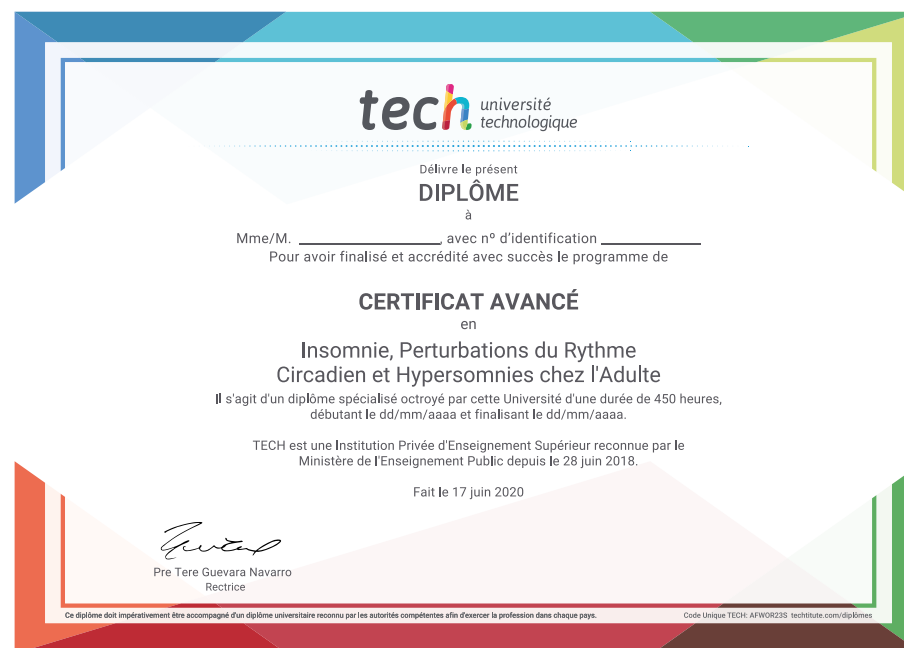 tech université
technologique
Délivre le présent
DIPLÔME
à
Mme/M. ____________________, avec nº d'identification ______________
Pour avoir finalisé et accrédité avec succès le programme de
CERTIFICAT AVANCÉ
en
Insomnie, Perturbations du Rythme
Circadien et Hypersomnies chez l'Adulte
Il s'agit d'un diplôme spécialisé octroyé par cette Université d'une durée de 450 heures,
débutant le dd/mm/aaaa et finalisant le dd/mm/aaaa.
TECH est une Institution Privée d'Enseignement Supérieur reconnue par le
Ministère de l'Enseignement Public depuis le 28 juin 2018.
Fait le 17 juin 2020
Pre Tere Guevara Navarro
Rectrice
Ce diplôme doit impérativement être accompagné d'un diplôme universitaire reconnu par les autorités compétentes afin d'exercer la profession dans chaque pays.
Code Unique TECH: AFWOR23S techtitute.com/diplômes